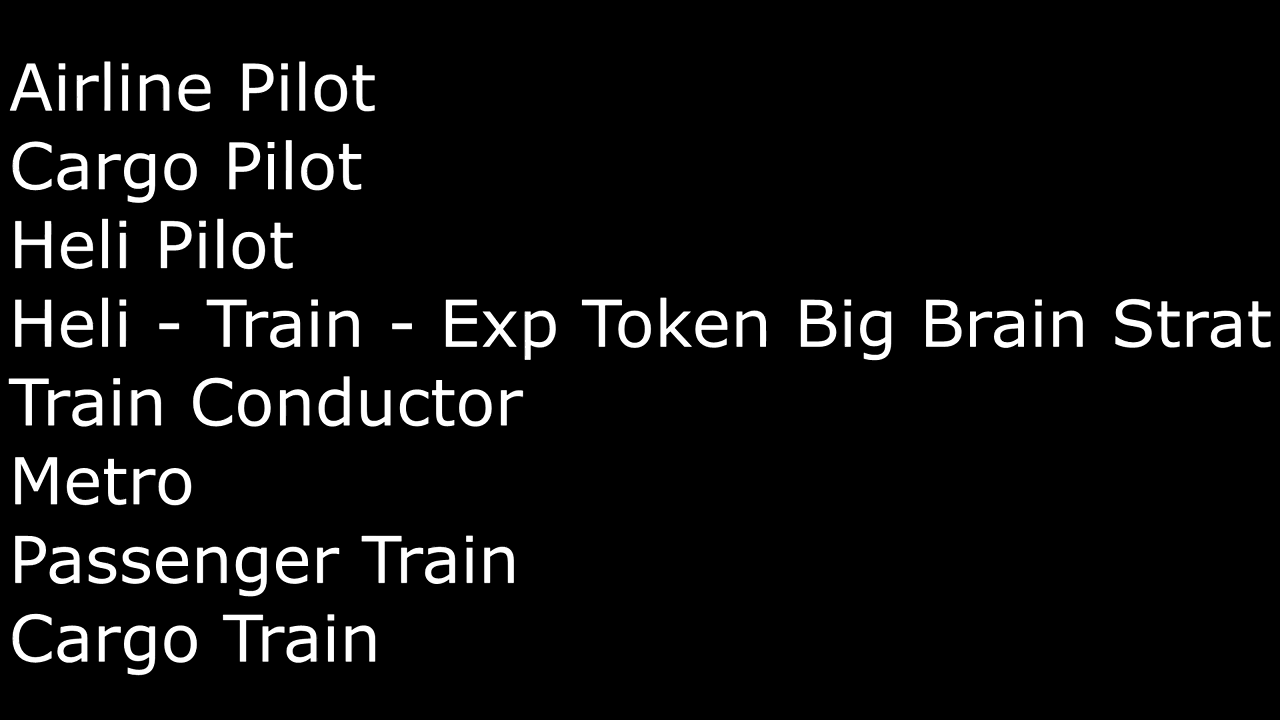 Airline Pilot
Cargo Pilot
Heli Pilot
Heli - Train - Exp Token Big Brain Strat
Train Conductor
Metro
Passenger Train
Cargo Train